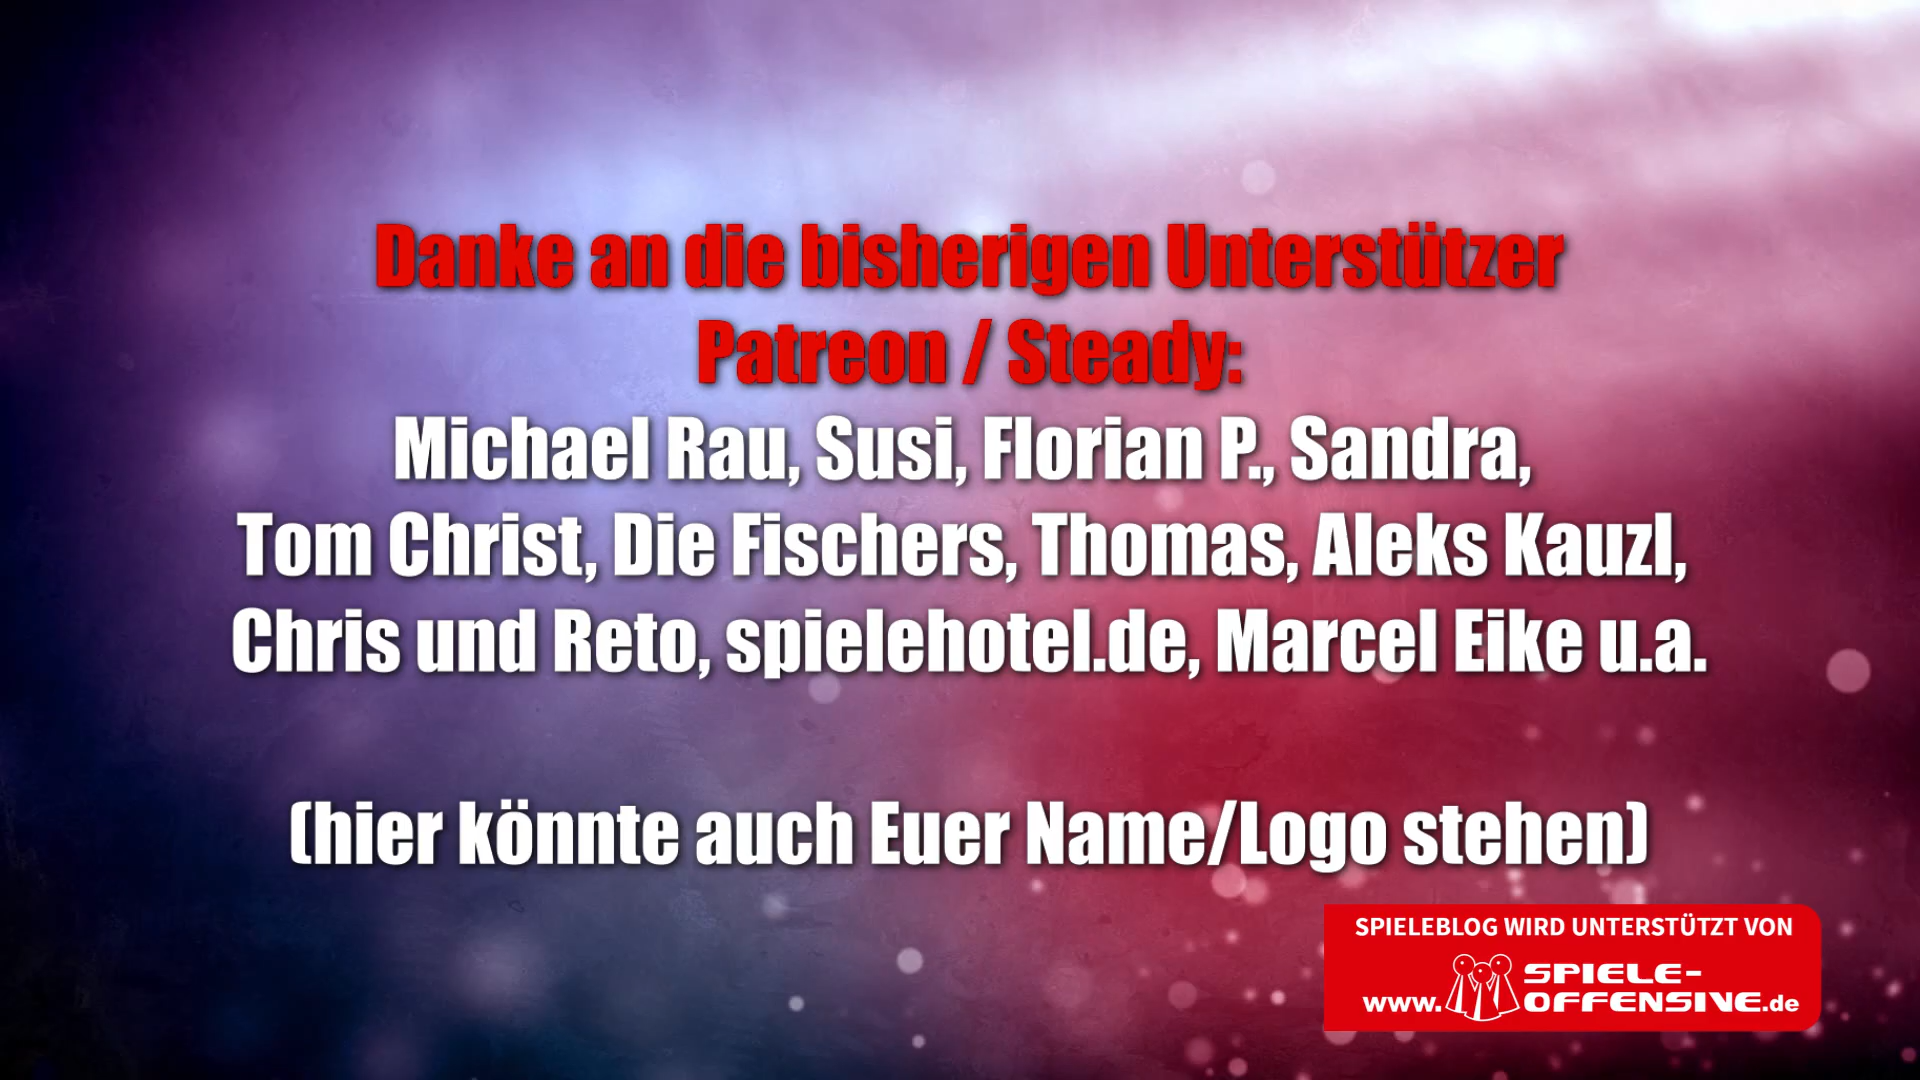 Danke an die bisherigen Unterstützer
Patreon / Steady:
Michael Rau, Susi, Florian P., Sandra,
Tom Christ, Die Fischers, Thomas, Aleks Kauzl,
Chris und Reto, spielehotel.de, Marcel Eike u.a.
(hier könnte auch Euer Name/Logo stehen)
SPIELEBLOG WIRD UNTERSTÜTZT VON
www.SPIELE-
OFFENSIVE.de